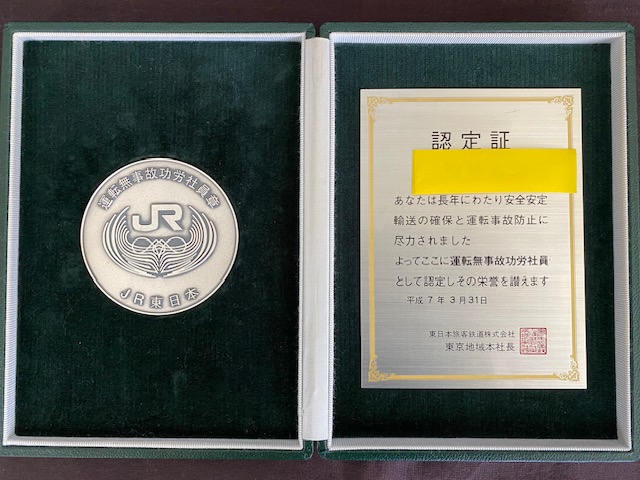 運転無事故功労社員章
JR
JR東日本
認定証
あなたは長年にわたり安全安定
輸送の確保と運転事故防止に
尽力されました
よってここに運転無事故功労社員
として認定しその栄誉を讃えます
平成7年3月31日
東日本旅客鉄道株式会社
東京地域本社長